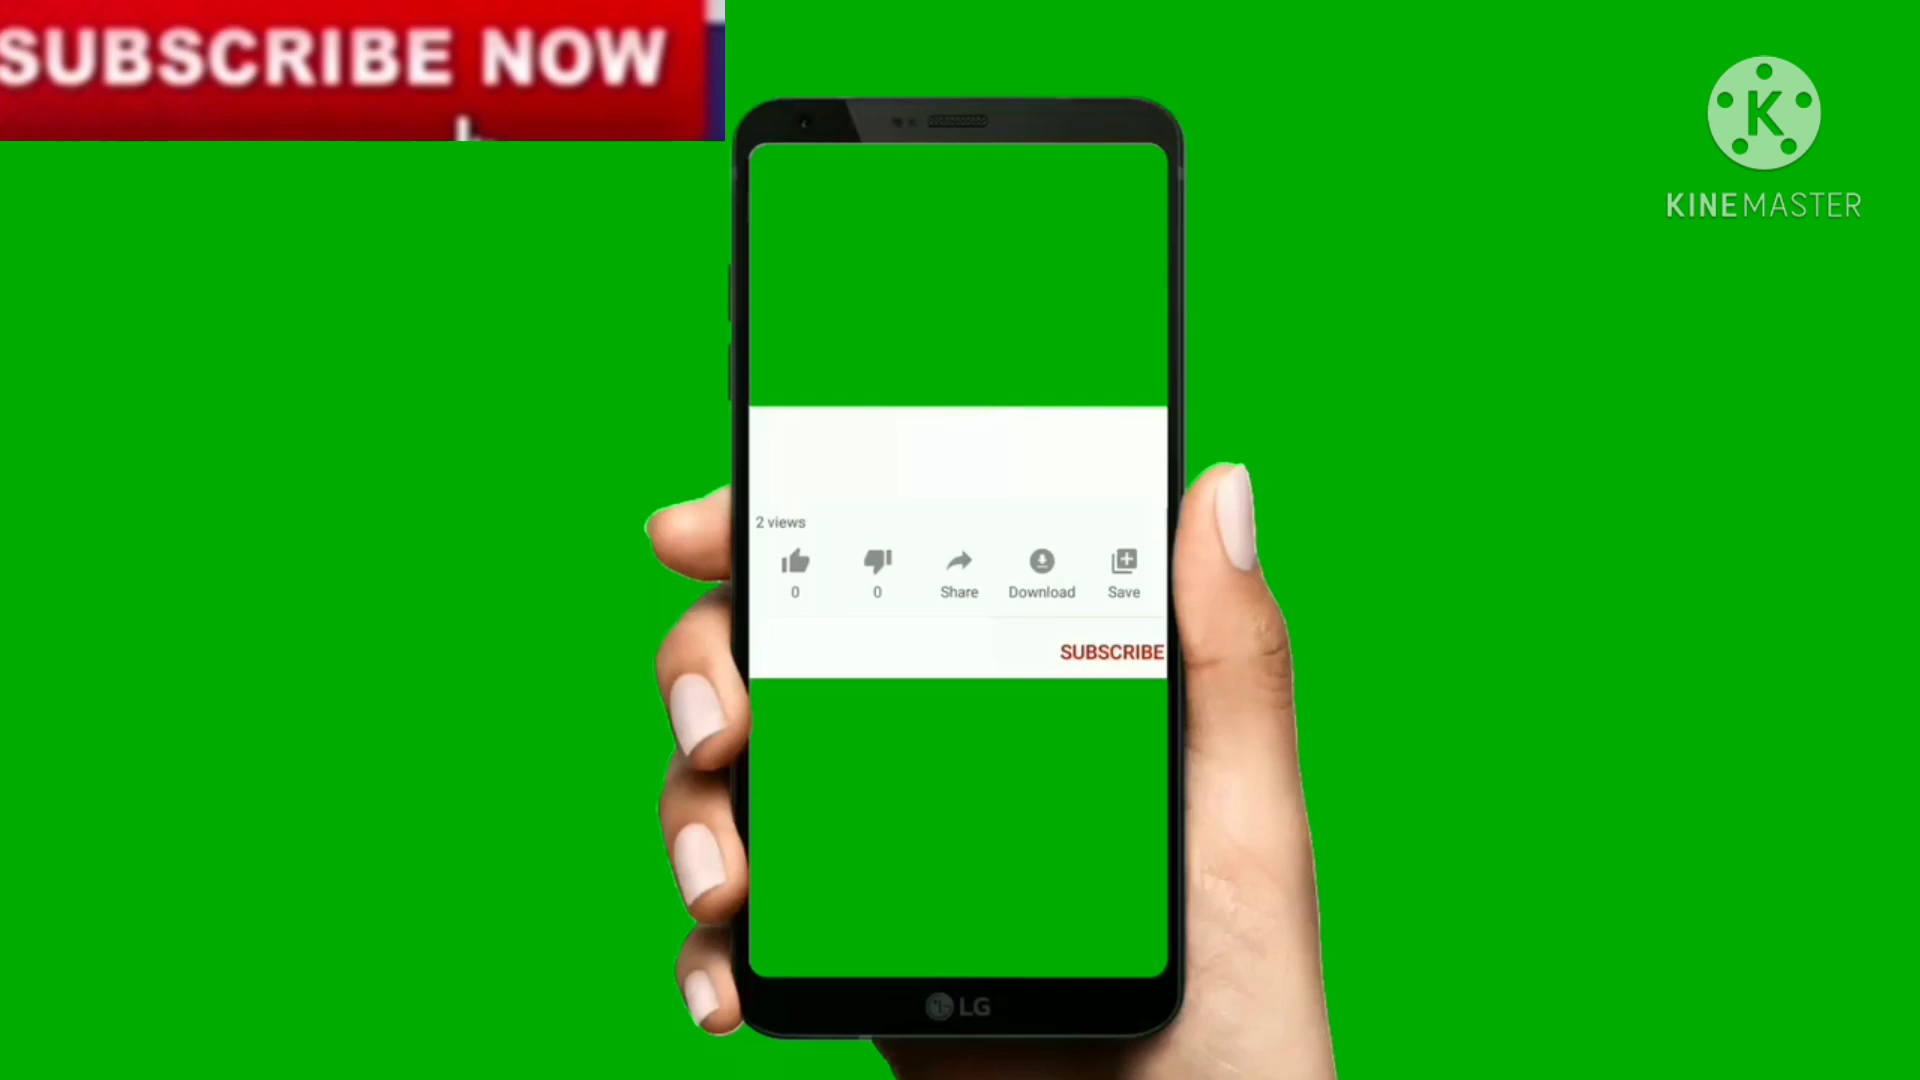 SUBSCRIBE NOW
K
KINEMASTER
2 views
0
0
Share
Download
Save
SUBSCRIBE
LG